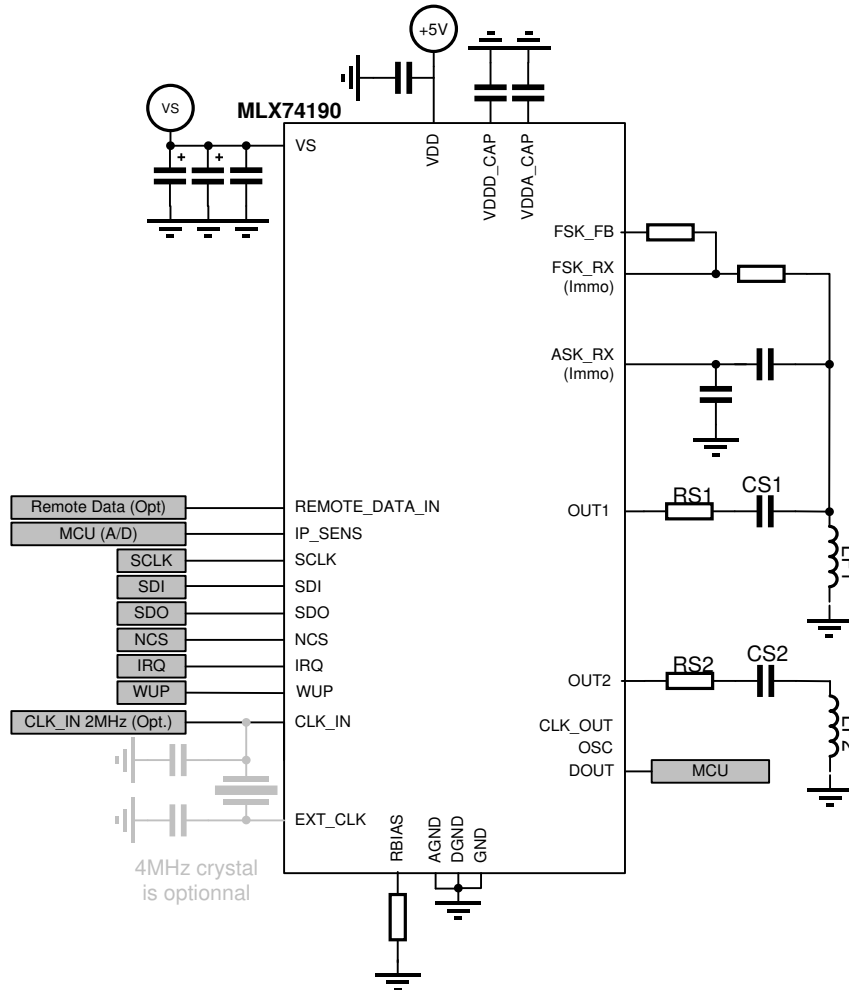 +5V
VS
MLX74190
+
+
VS
VDD
VDDD_CAP
VDDA_CAP
FSK_FB
FSK_RX
(Immo)
ASK_RX
(Immo)
Remote Data (Opt)
REMOTE_DATA_IN
MCU (A/D)
IP_SENS
SCLK
SCLK
SDI
SDI
SDO
SDO
NCS
NCS
IRQ
IRQ
WUP
WUP
CLK_IN 2MHz (Opt.)
CLK_IN
EXT_CLK
4MHz crystal
is optionnal
OUT1
RS1
CS1
OUT2
RS2
CS2
CLK_OUT
OSC
DOUT
MCU
RBIAS
AGND
DGND
GND